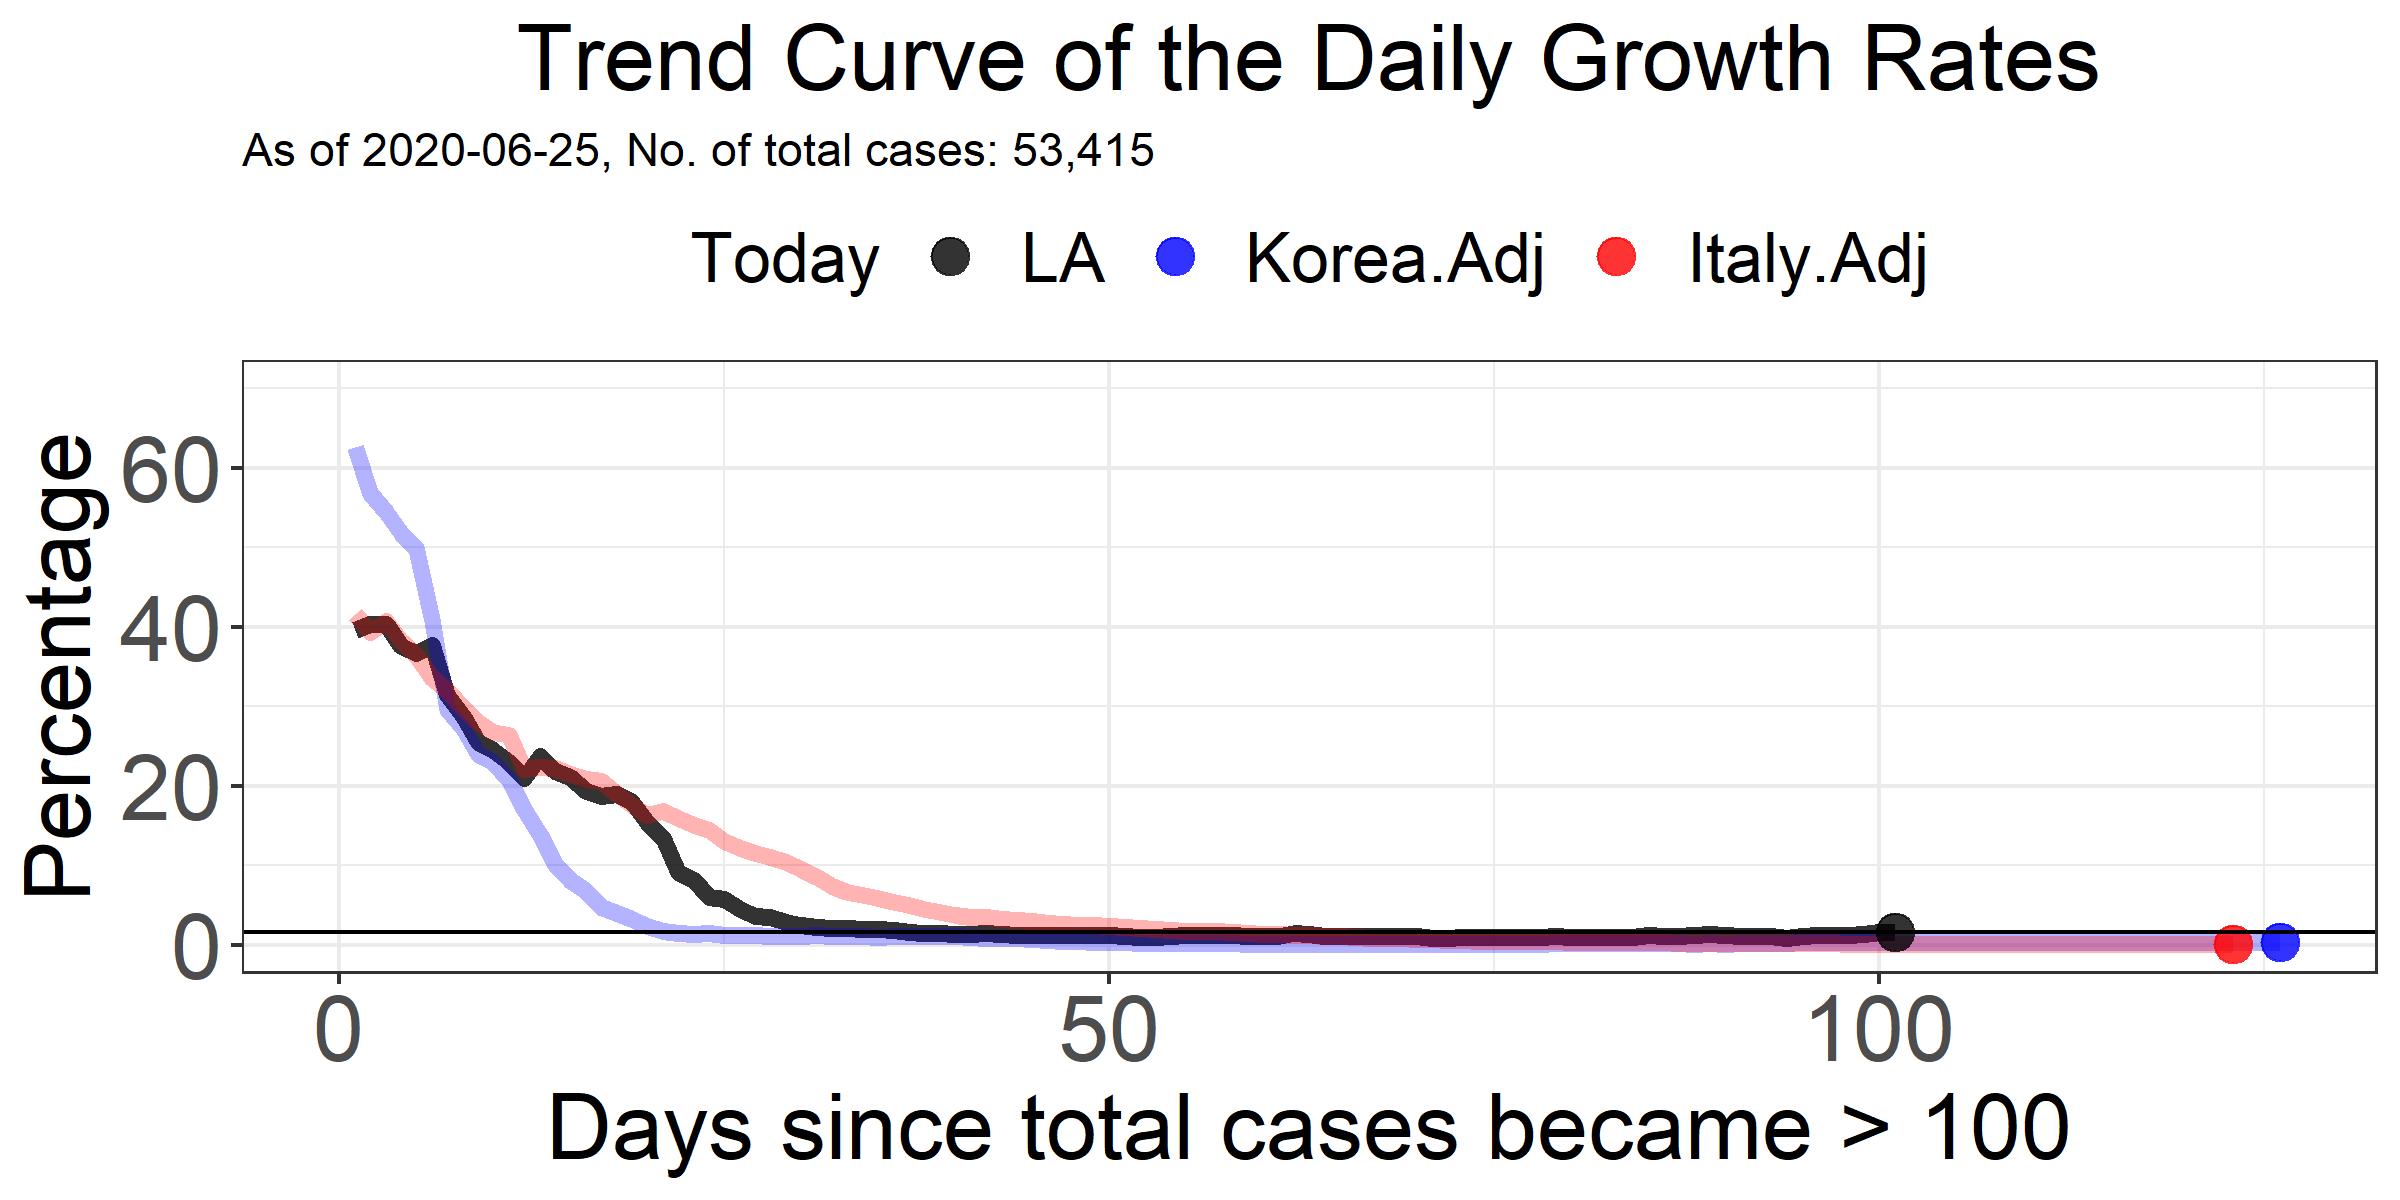 Trend Curve of the Daily Growth Rates
As of 2020-06-25, No. of total cases: 53,415
Today LA Korea.Adj Italy.Adj
Percentage
60
40
20
0
0 50 100
Days since total cases became > 100